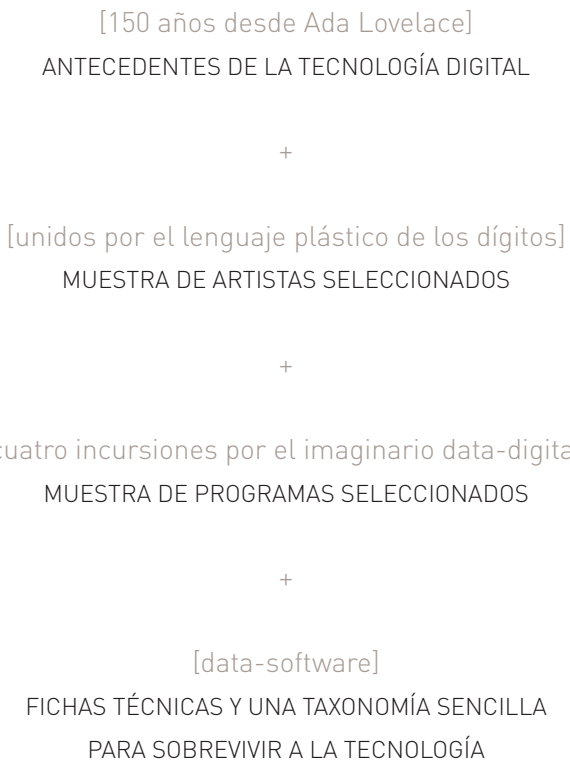 [150 años desde Ada Lovelace]
ANTECEDENTES DE LA TECNOLOGÍA DIGITAL
+
[unidos por el lenguaje plástico de los dígitos]
MUESTRA DE ARTISTAS SELECCIONADOS
+
cuatro incursiones por el imaginario data-digita
MUESTRA DE PROGRAMAS SELECCIONADOS
+
[data-software]
FICHAS TÉCNICAS Y UNA TAXONOMÍA SENCILLA
PARA SOBREVIVIR A LA TECNOLOGÍA